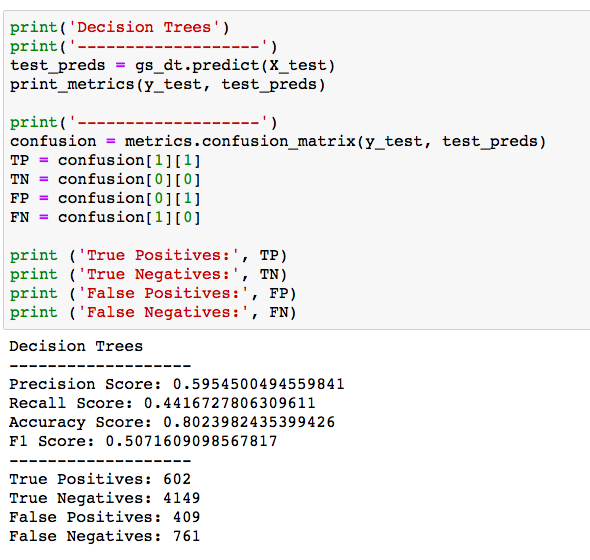 print('Decision Trees')
print('-------------------')
test_preds = gs_dt.predict(X_test)
print_metrics(y_test, test_preds)
print('-------------------')
confusion = metrics.confusion_matrix(y_test, test_preds)
TP = confusion[1][1]
TN = confusion[0][0]
FP = confusion[0][1]
FN = confusion[1][0]
print ('True Positives:', TP)
print ('True Negatives:', TN)
print ('False Positives:', FP)
print ('False Negatives:', FN)
Decision Trees
-------------------
Precision Score: 0.5954500494559841
Recall Score: 0.4416727806309611
Accuracy Score: 0.8023982435399426
F1 Score: 0.5071609098567817
-------------------
True Positives: 602
True Negatives: 4149
False Positives: 409
False Negatives: 761